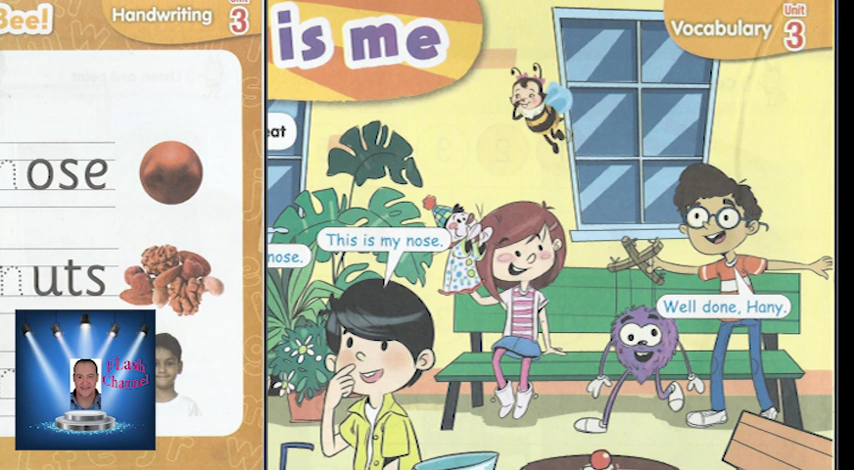 Bee!
Handwriting
Unit
3
nose
nuts
n
fLash
Channel
is me
Vocabulary
Unit
3
eat
nose.
This is my nose.
Well done, Hany.